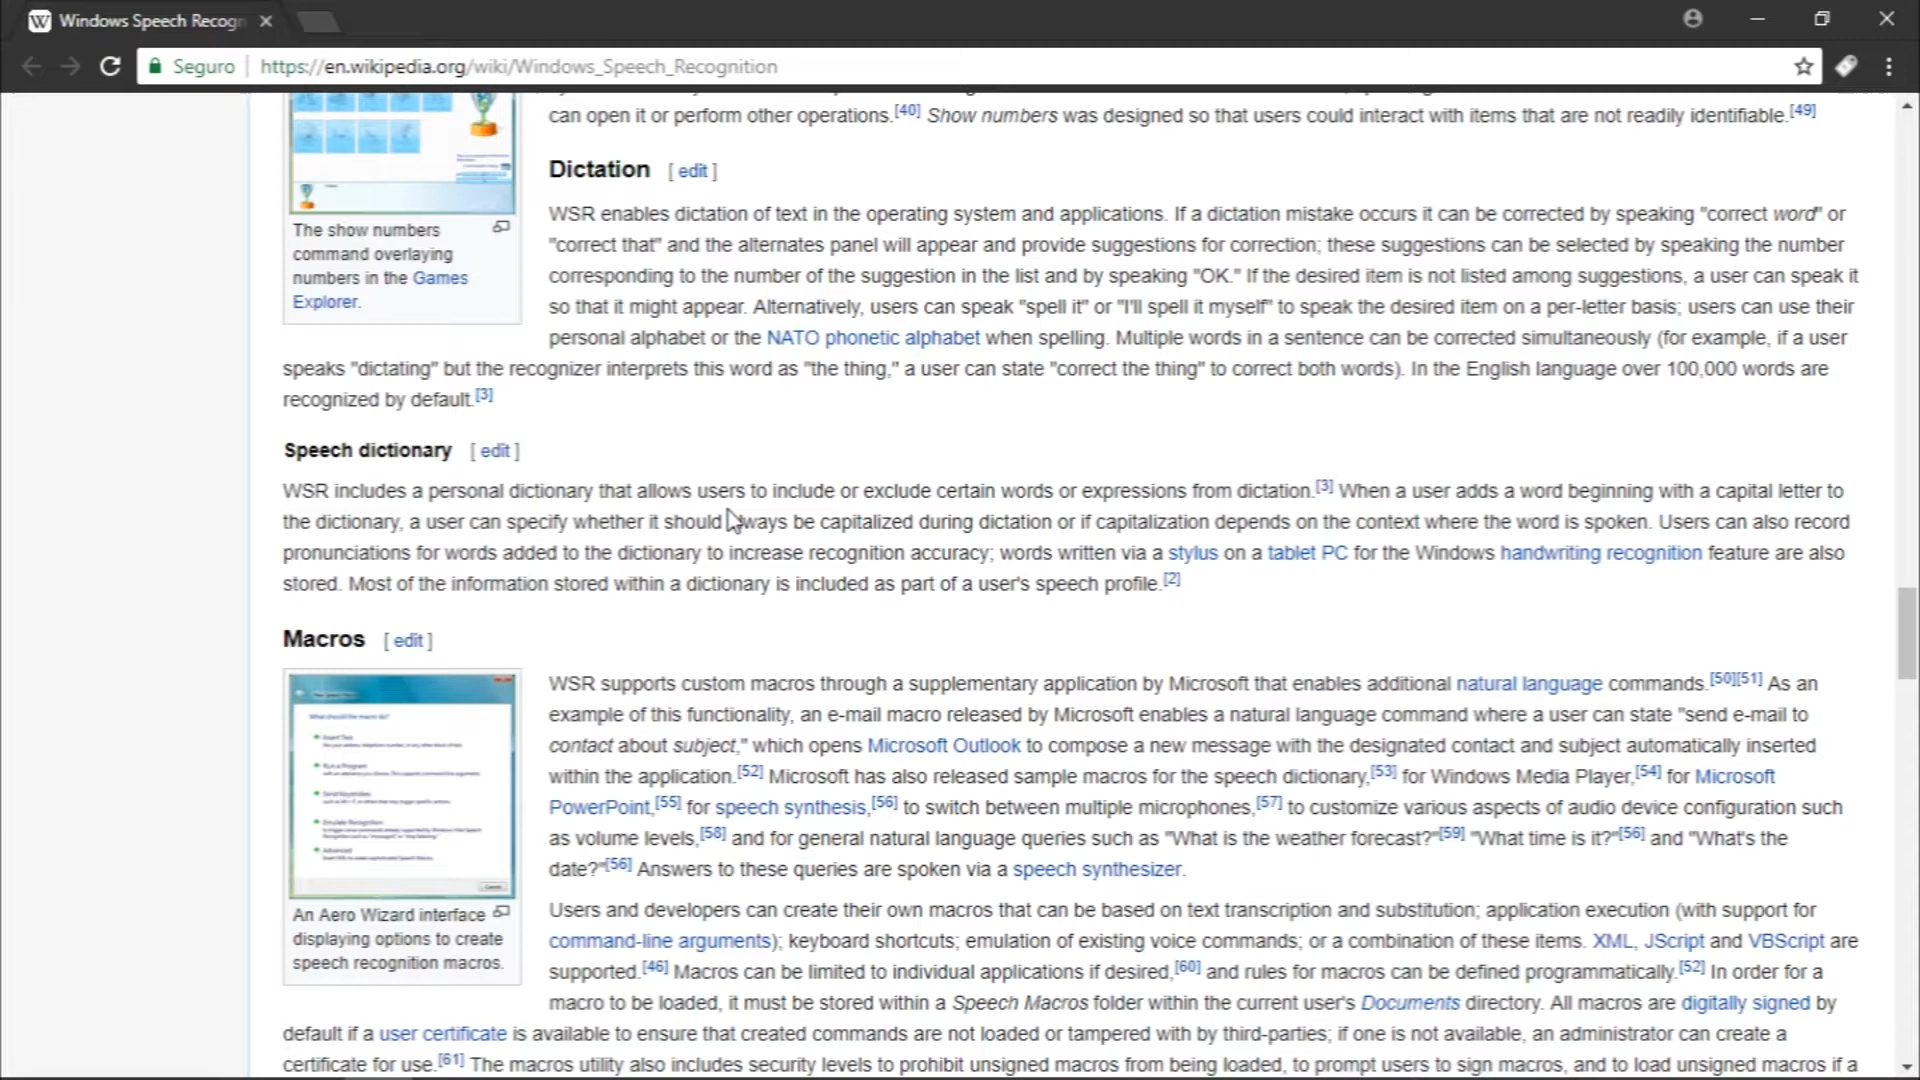 Windows Speech Recogn
Seguro
https://en.wikipedia.org/wiki/Windows_Speech_Recognition
can open it or perform other operations.[40] Show numbers was designed so that users could interact with items that are not readily identifiable.[49]
The show numbers
command overlaying
numbers in the Games
Explorer.
Dictation [ edit ]
WSR enables dictation of text in the operating system and applications. If a dictation mistake occurs it can be corrected by speaking "correct word" or
"correct that" and the alternates panel will appear and provide suggestions for correction; these suggestions can be selected by speaking the number
corresponding to the number of the suggestion in the list and by speaking "OK." If the desired item is not listed among suggestions, a user can speak it
so that it might appear. Alternatively, users can speak "spell it" or "I'll spell it myself" to speak the desired item on a per-letter basis; users can use their
personal alphabet or the NATO phonetic alphabet when spelling. Multiple words in a sentence can be corrected simultaneously (for example, if a user
speaks "dictating" but the recognizer interprets this word as "the thing," a user can state "correct the thing" to correct both words). In the English language over 100,000 words are
recognized by default.[3]
Speech dictionary [ edit ]
WSR includes a personal dictionary that allows users to include or exclude certain words or expressions from dictation.[3] When a user adds a word beginning with a capital letter to
the dictionary, a user can specify whether it should always be capitalized during dictation or if capitalization depends on the context where the word is spoken. Users can also record
pronunciations for words added to the dictionary to increase recognition accuracy; words written via a stylus on a tablet PC for the Windows handwriting recognition feature are also
stored. Most of the information stored within a dictionary is included as part of a user's speech profile.[2]
Macros [ edit ]
An Aero Wizard interface
displaying options to create
speech recognition macros.
WSR supports custom macros through a supplementary application by Microsoft that enables additional natural language commands.[50][51] As an
example of this functionality, an e-mail macro released by Microsoft enables a natural language command where a user can state "send e-mail to
contact about subject," which opens Microsoft Outlook to compose a new message with the designated contact and subject automatically inserted
within the application.[52] Microsoft has also released sample macros for the speech dictionary,[53] for Windows Media Player,[54] for Microsoft
PowerPoint,[55] for speech synthesis,[56] to switch between multiple microphones,[57] to customize various aspects of audio device configuration such
as volume levels,[58] and for general natural language queries such as "What is the weather forecast?"[59] "What time is it?"[56] and "What's the
date?"[56] Answers to these queries are spoken via a speech synthesizer.
Users and developers can create their own macros that can be based on text transcription and substitution; application execution (with support for
command-line arguments); keyboard shortcuts; emulation of existing voice commands; or a combination of these items. XML, JScript and VBScript are
supported.[46] Macros can be limited to individual applications if desired,[60] and rules for macros can be defined programmatically.[52] In order for a
macro to be loaded, it must be stored within a Speech Macros folder within the current user's Documents directory. All macros are digitally signed by
default if a user certificate is available to ensure that created commands are not loaded or tampered with by third-parties; if one is not available, an administrator can create a
certificate for use.[61] The macros utility also includes security levels to prohibit unsigned macros from being loaded, to prompt users to sign macros, and to load unsigned macros if a